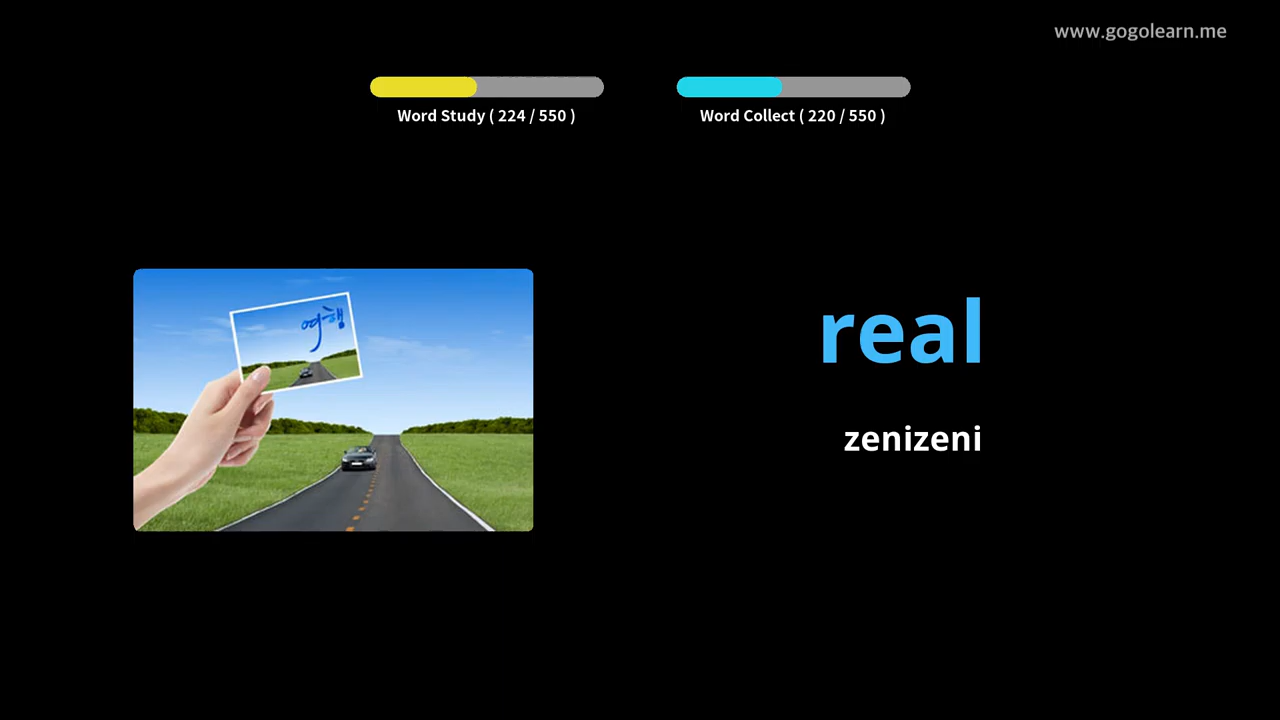 www.gogolearn.me
Word Study ( 224 / 550 )
Word Collect ( 220 / 550 )
여행
real
zenizeni